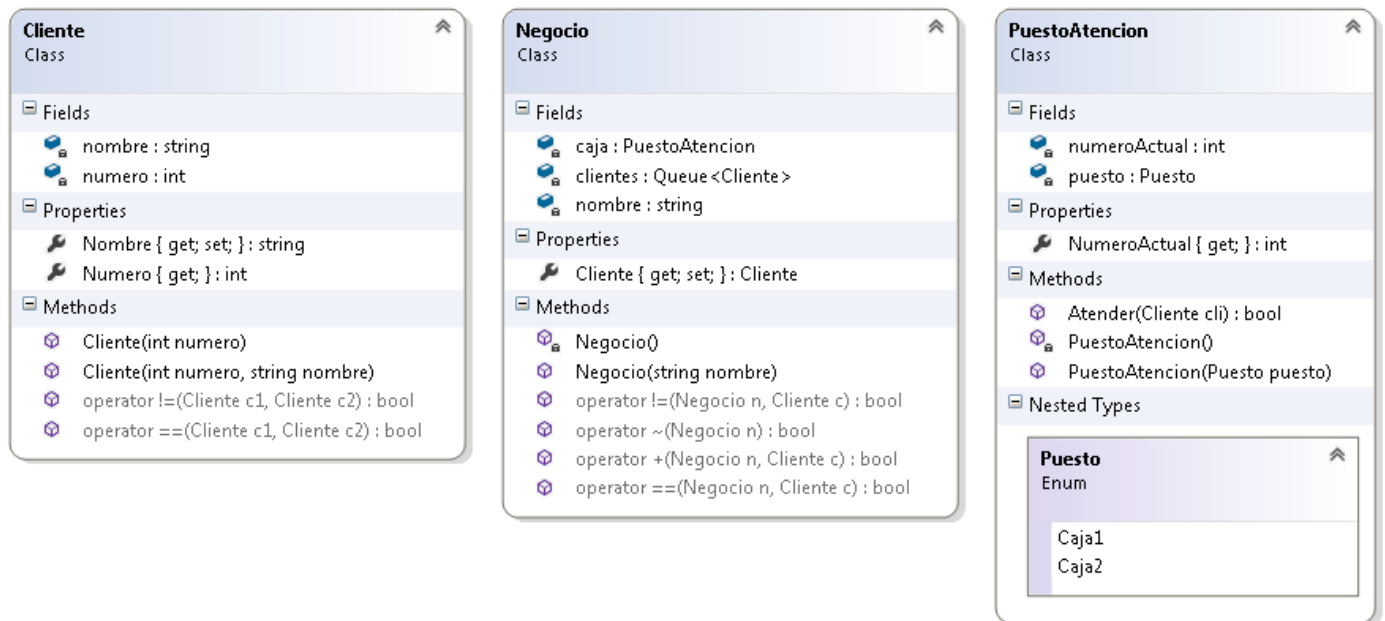 Cliente
Class
Fields
nombre : string
numero : int
Properties
Nombre { get; set; } : string
Numero { get; } : int
Methods
Cliente(int numero)
Cliente(int numero, string nombre)
operator !=(Cliente c1, Cliente c2) : bool
operator ==(Cliente c1, Cliente c2) : bool
Negocio
Class
Fields
caja : PuestoAtencion
clientes : Queue<Cliente>
nombre : string
Properties
Cliente { get; set; } : Cliente
Methods
Negocio()
Negocio(string nombre)
operator !=(Negocio n, Cliente c) : bool
operator ~(Negocio n) : bool
operator +(Negocio n, Cliente c) : bool
operator ==(Negocio n, Cliente c) : bool
PuestoAtencion
Class
Fields
numeroActual : int
puesto : Puesto
Properties
NumeroActual { get; } : int
Methods
Atender(Cliente cli) : bool
PuestoAtencion()
PuestoAtencion(Puesto puesto)
Nested Types
Puesto
Enum
Caja1
Caja2